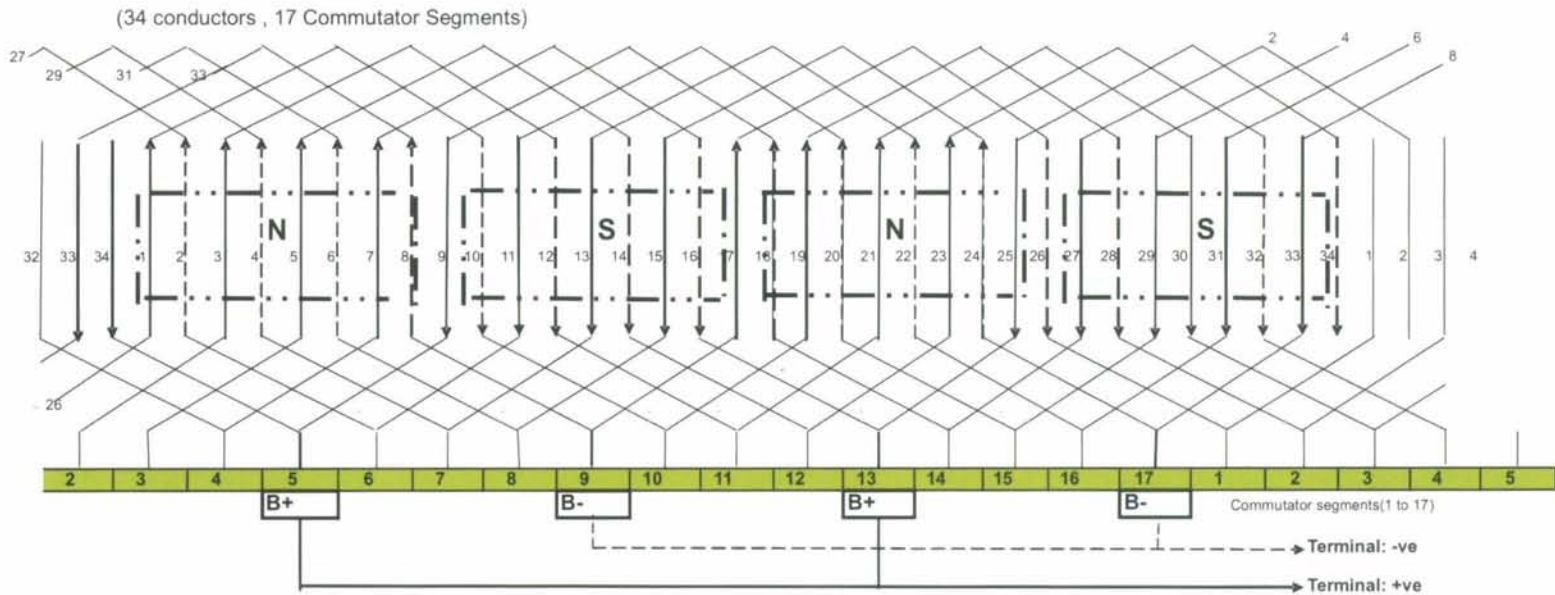 (34 conductors , 17 Commutator Segments)
2 4 6 8
27 29 31 33
N S N S
32 33 34 1 2 3 4 5 6 7 8 9 10 11 12 13 14 15 16 17 18 19 20 21 22 23 24 25 26 27 28 29 30 31 32 33 34 1 2 3 4
26
2 3 4 5 6 7 8 9 10 11 12 13 14 15 16 17 1 2 3 4 5
B+ B- B+ B- Commutator segments(1 to 17)
Terminal: -ve
Terminal: +ve